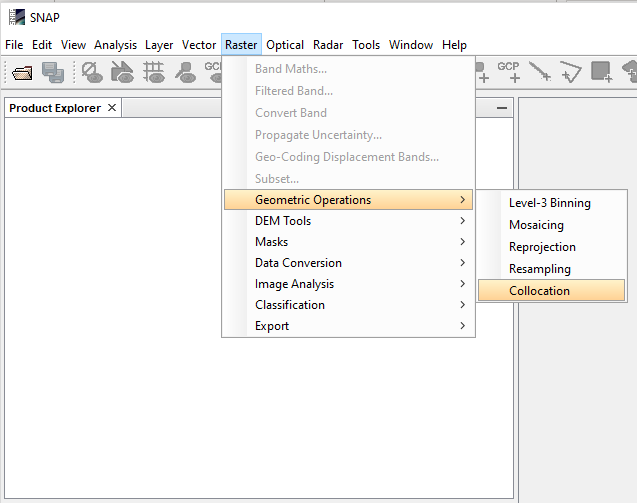 SNAP
File Edit View Analysis Layer Vector Raster Optical Radar Tools Window Help
GCP
Product Explorer
Band Maths...
Filtered Band...
Convert Band
Propagate Uncertainty...
Geo-Coding Displacement Bands...
Subset...
Geometric Operations
DEM Tools
Masks
Data Conversion
Image Analysis
Classification
Export
Level-3 Binning
Mosaicing
Reprojection
Resampling
Collocation